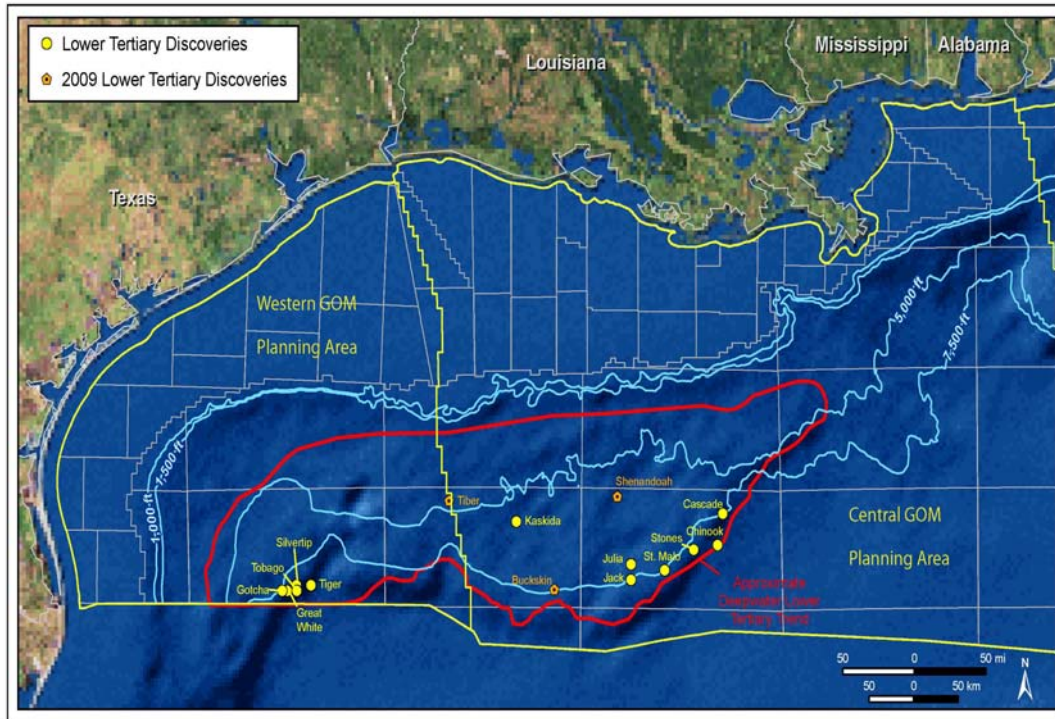 Lower Tertiary Discoveries
2009 Lower Tertiary Discoveries
Mississippi
Alabama
Louisiana
Texas
Western GOM
Planning Area
5,000 ft
7,500 ft
1,500 ft
1,000 ft
Shenandoah
Tiber
Kaskida
Cascade
Central GOM
Planning Area
Chinook
Stones
Silvertip
St. Malo
Julia
Tobago
Tiger
Jack
Buckskin
Gotcha
Great
White
Approximate
Deepwater Lower
Tertiary Trend
50 0 50 mi
50 0 50 km
N